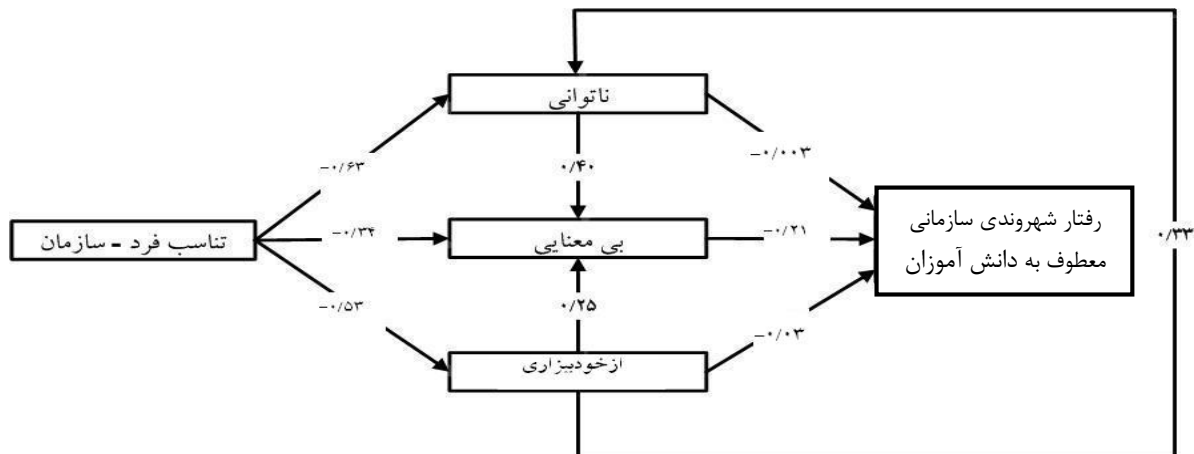 ناتوانی
-۰/۶۳
-۰/۰۰۳
۰/۴۰
تناسب فرد - سازمان
-۰/۳۴
بی معنایی
-۰/۲۱
رفتار شهروندی سازمانی
معطوف به دانش آموزان
۰/۳۳
-۰/۵۳
۰/۲۵
-۰/۰۳
ازخودبیزاری